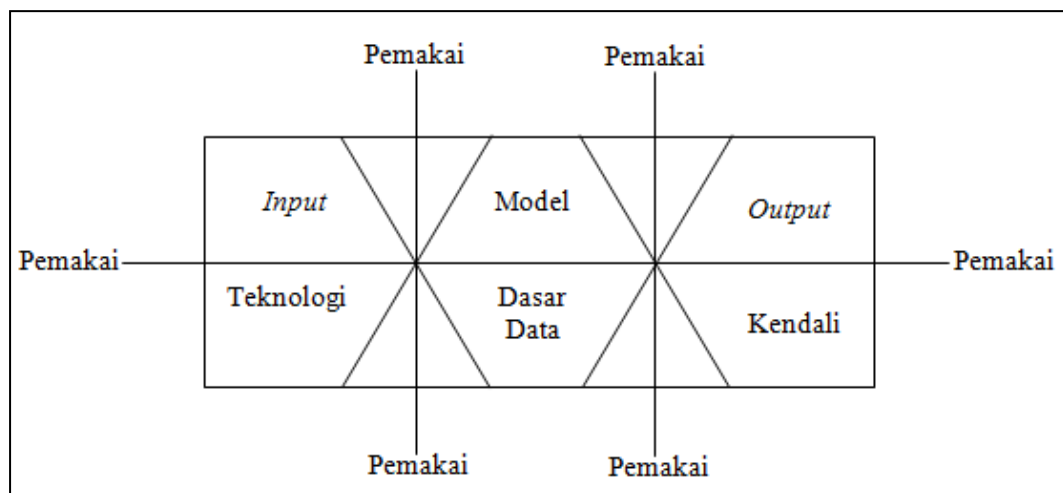 Pemakai
Pemakai
Input
Model
Output
Pemakai
Pemakai
Teknologi
Dasar
Data
Kendali
Pemakai
Pemakai